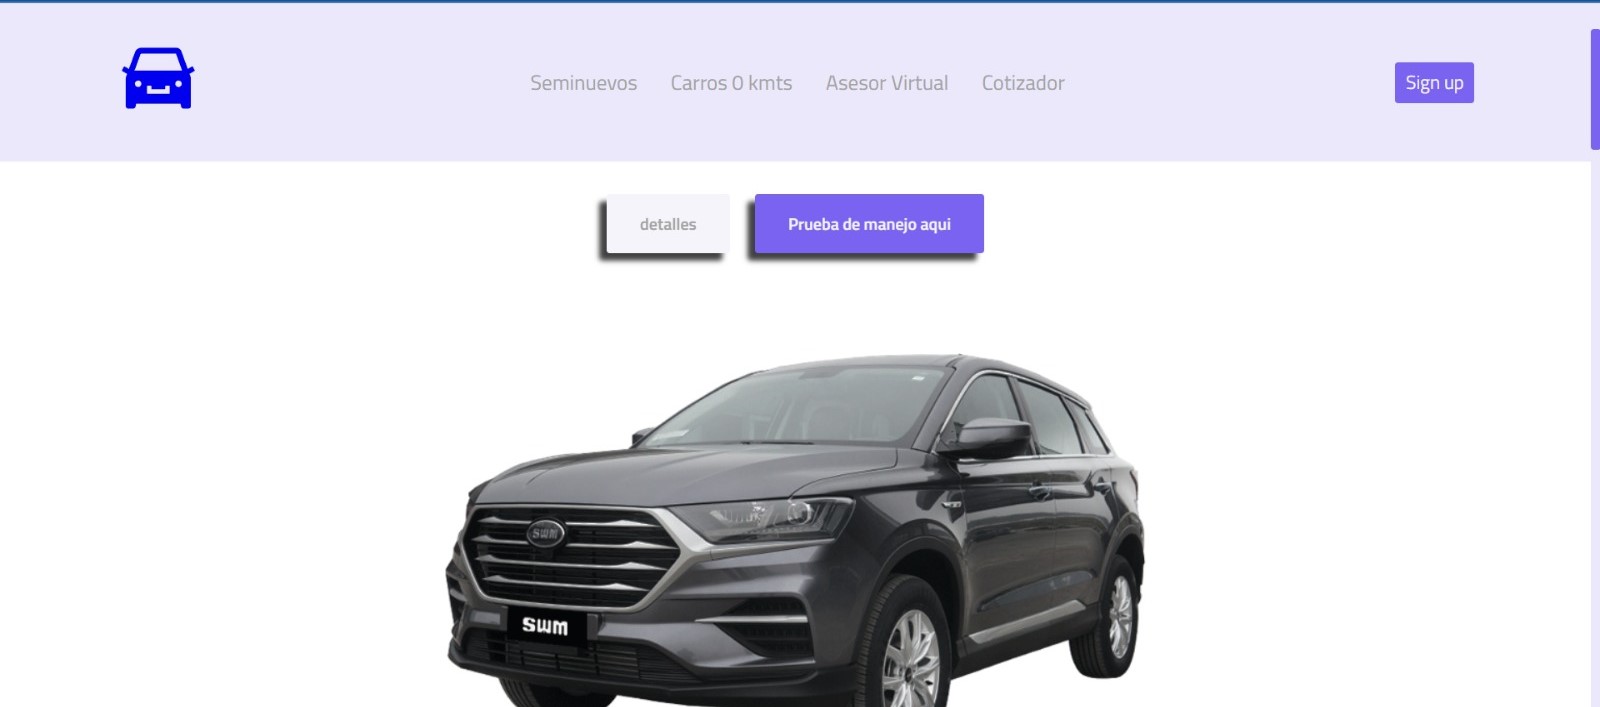 Seminuevos Carros 0 kmts Asesor Virtual Cotizador Sign up
detalles Prueba de manejo aqui
SWM
SWM